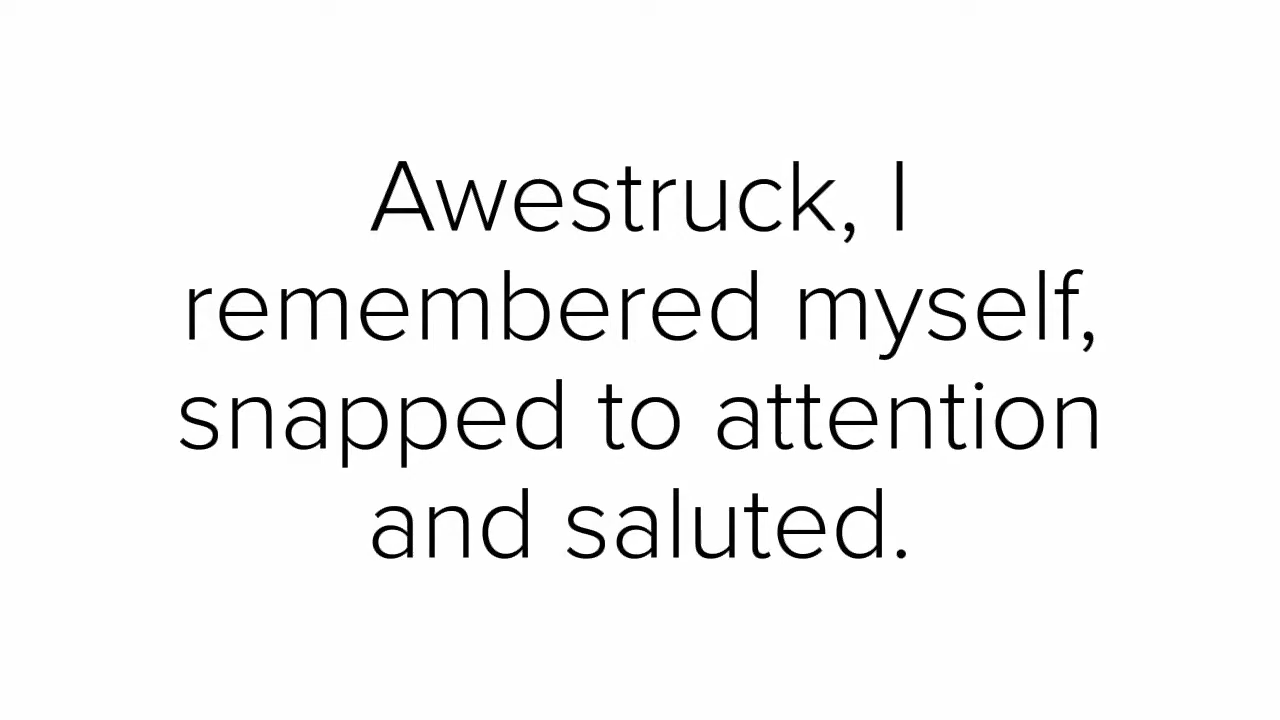 Awestruck, I
remembered myself,
snapped to attention
and saluted.